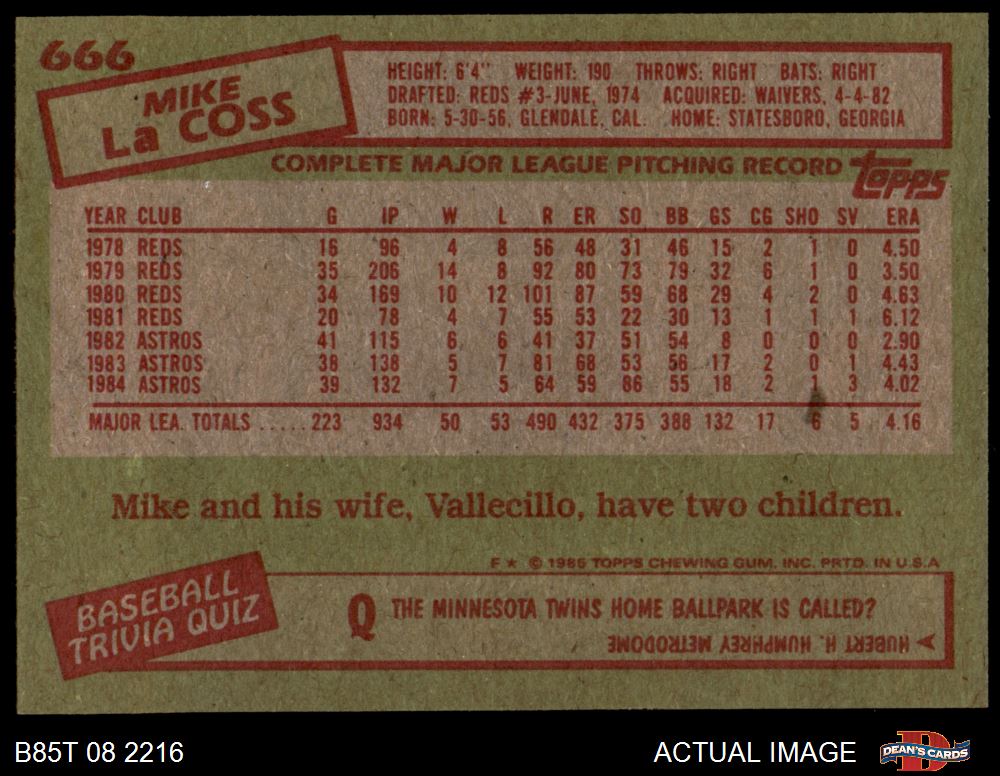 666
MIKE
La COSS
HEIGHT: 6'4" WEIGHT: 190 THROWS: RIGHT BATS: RIGHT
DRAFTED: REDS #3-JUNE, 1974 ACQUIRED: WAIVERS, 4-4-82
BORN: 5-30-56, GLENDALE, CAL. HOME: STATESBORO, GEORGIA
COMPLETE MAJOR LEAGUE PITCHING RECORD topps
YEAR CLUB G IP W L R ER SO BB GS CG SHO SV ERA
1978 REDS 16 96 4 8 56 48 31 46 15 2 1 0 4.50
1979 REDS 35 206 14 8 92 80 73 79 32 6 1 0 3.50
1980 REDS 34 169 10 12 101 87 59 68 29 4 2 0 4.63
1981 REDS 20 78 4 7 55 53 22 30 13 1 1 1 6.12
1982 ASTROS 41 115 6 6 41 37 51 54 8 0 0 0 2.90
1983 ASTROS 38 138 5 7 81 68 53 56 17 2 0 1 4.43
1984 ASTROS 39 132 7 5 64 59 86 55 18 2 1 3 4.02
MAJOR LEA. TOTALS .....223 934 50 53 490 432 375 388 132 17 6 5 4.16
Mike and his wife, Vallecillo, have two children.
F★ © 1985 TOPPS CHEWING GUM, INC. PRTD. IN U.S.A
BASEBALL
TRIVIA QUIZ
Q THE MINNESOTA TWINS HOME BALLPARK IS CALLED?
HUBERT H. HUMPHREY METRODOME
B85T 08 2216 ACTUAL IMAGE DEAN'S CARDS